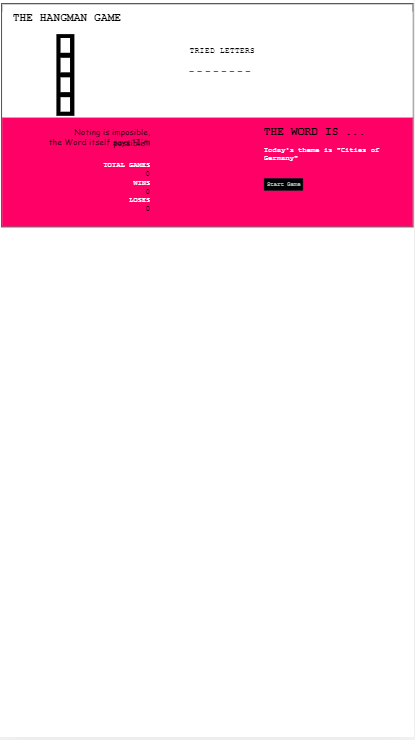 THE HANGMAN GAME
TRIED LETTERS
_ _ _ _ _ _ _ _
Noting is imposible,
the Word itself says I'm
possible!
TOTAL GAMES
0
WINS
0
LOSES
0
THE WORD IS ...
Today's theme is "Cities of
Germany"
Start Game